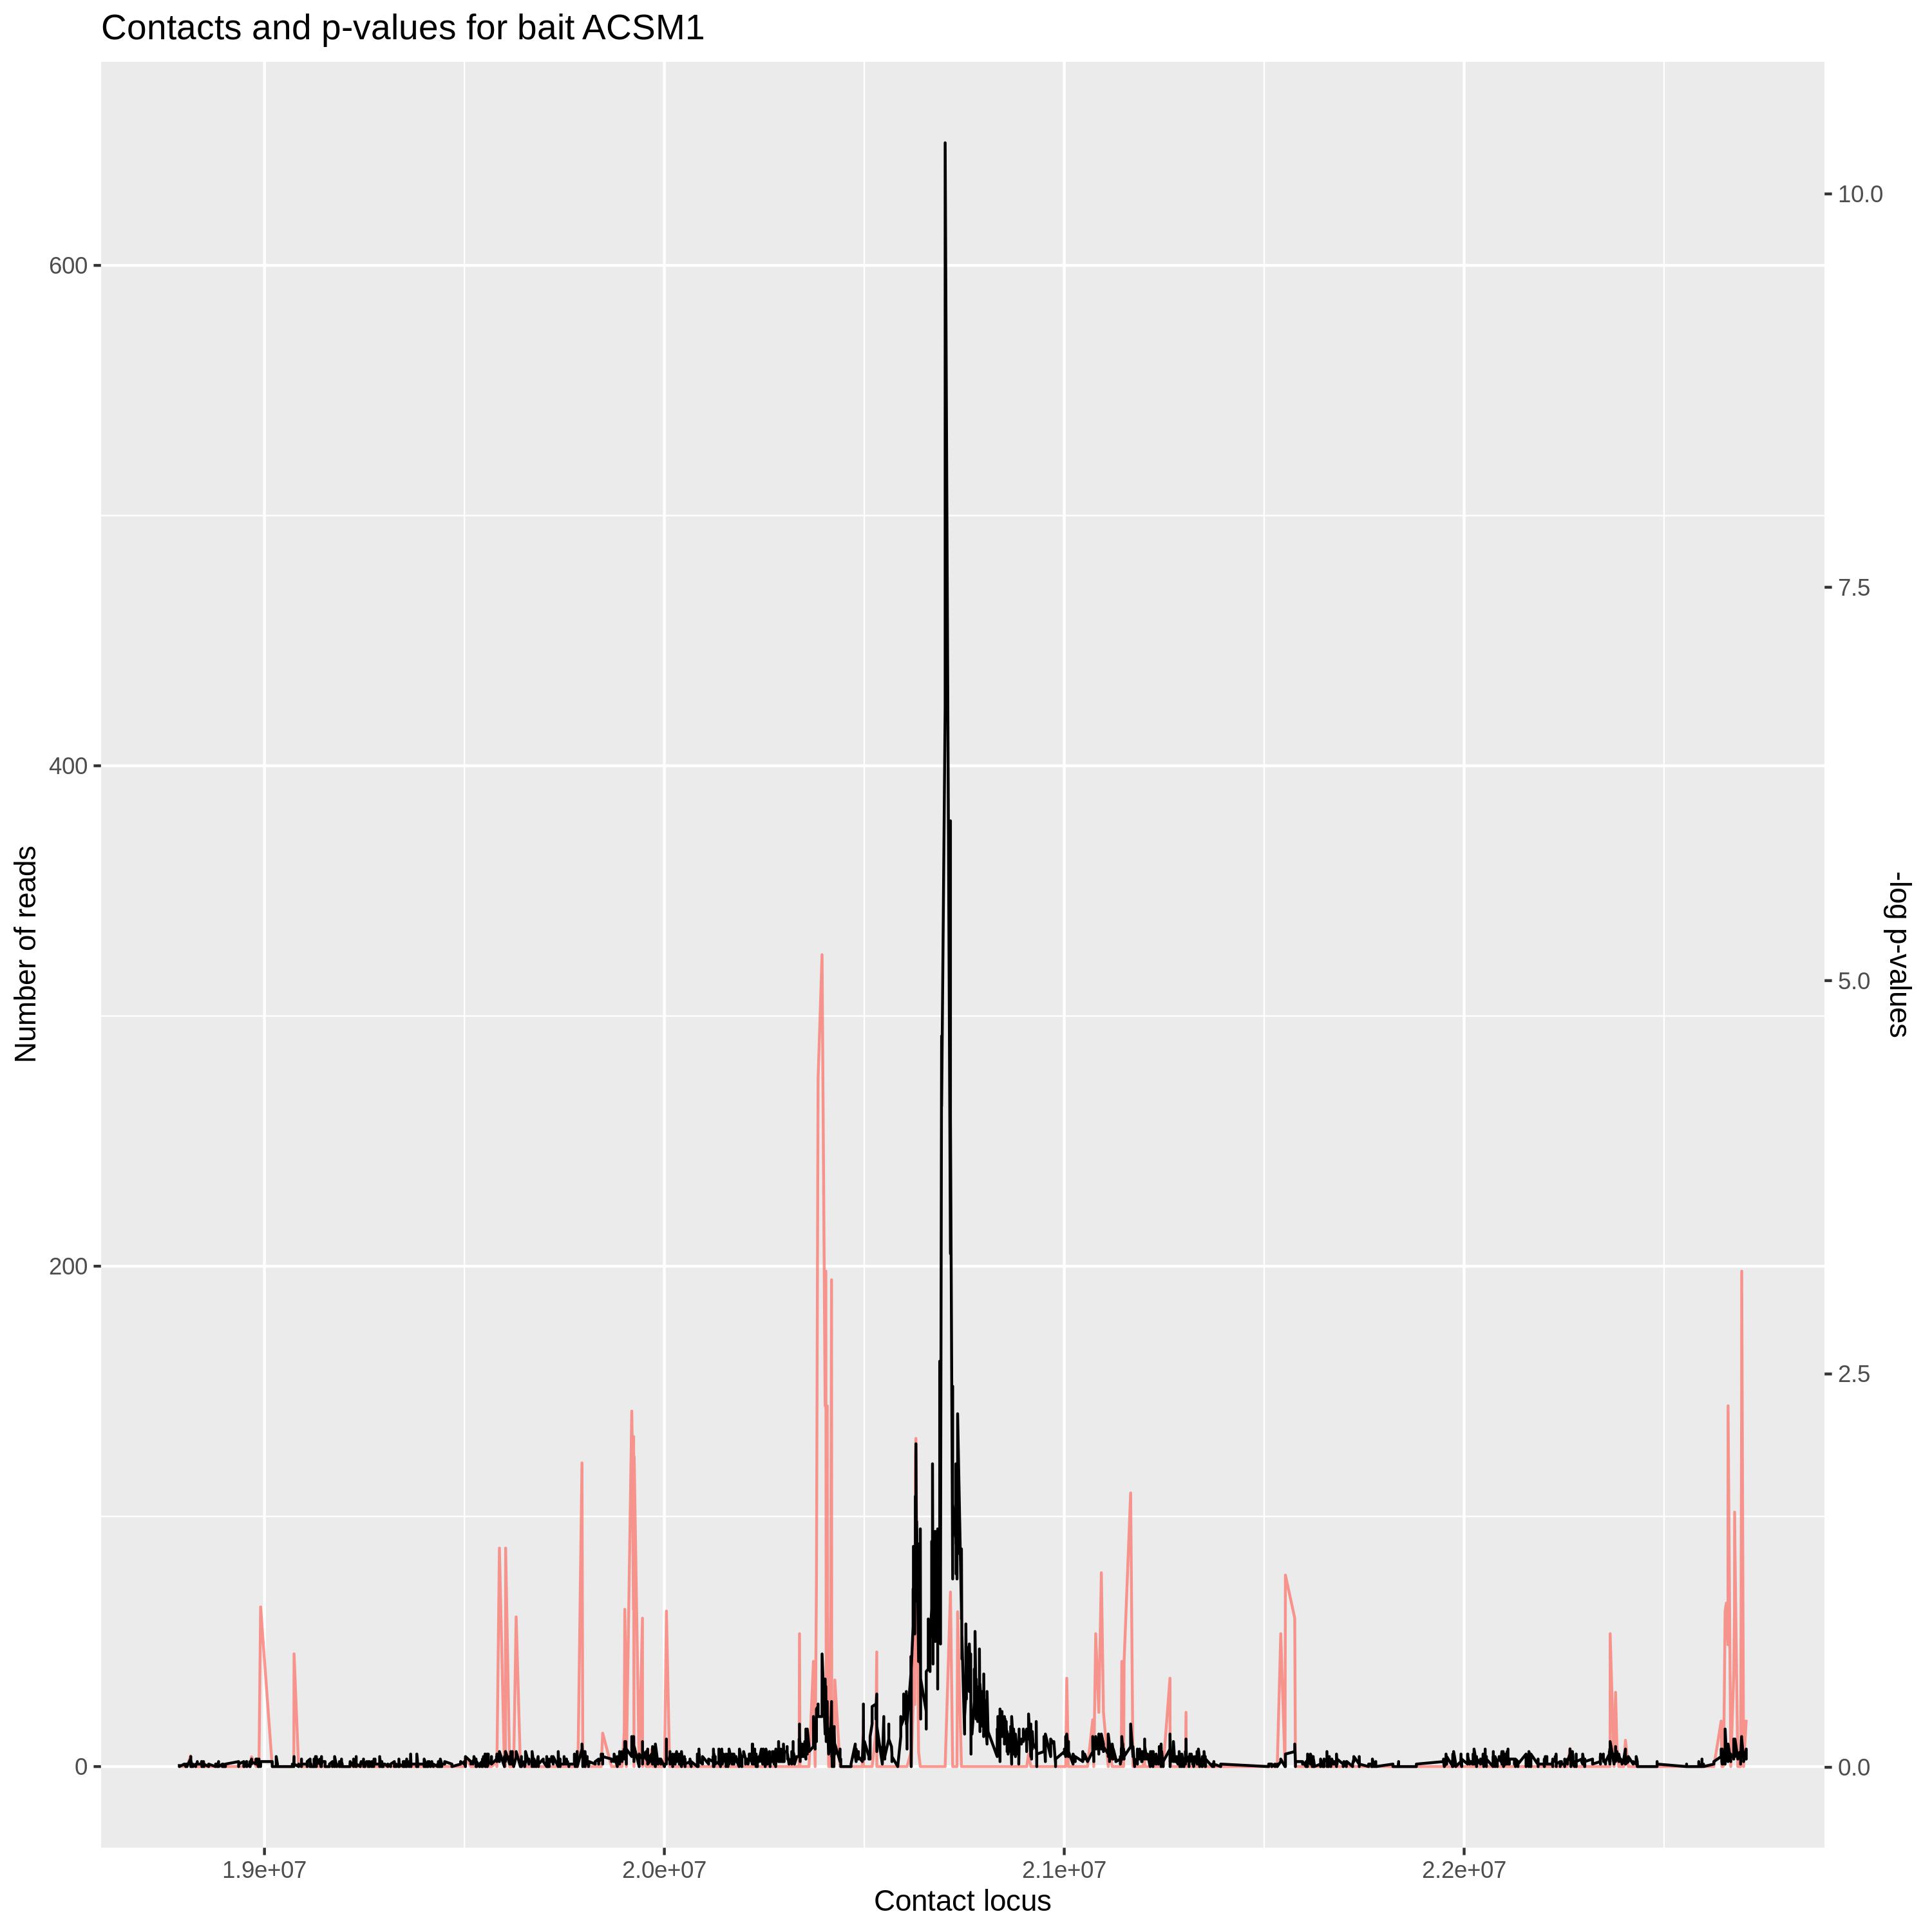 Contacts and p-values for bait ACSM1
Number of reads
600
400
200
0
10.0
7.5
5.0
2.5
0.0
-log p-values
1.9e+07
2.0e+07
2.1e+07
2.2e+07
Contact locus